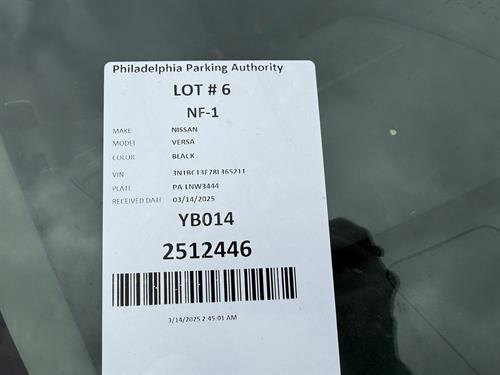 Philadelphia Parking Authority
LOT # 6
NF-1
MAKE NISSAN
MODEL VERSA
COLOR BLACK
VIN 3N1BC13E78L365211
PLATE PA LNW3444
RECEIVED DATE 03/14/2025
YB014
2512446
3/14/2025 2:45:01 AM